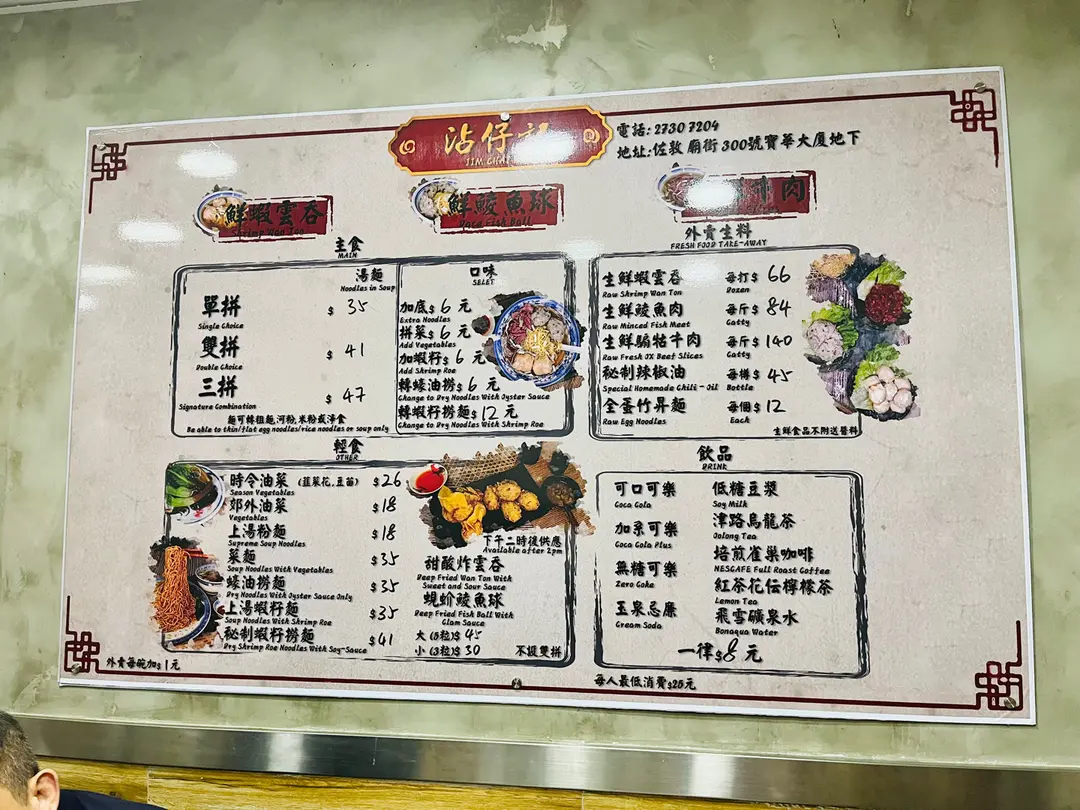 沾仔記
電話: 2730 7204
地址:佐敦 廟街 300號寶華大廈地下
鮮蝦雲吞
Shrimp Won Ton
鮮鯪魚球
Dace Fish Ball
牛肉
主食
MAIN
湯麵
Noodles in Soup
單拼
Single Choice
$ 35
雙拼
Double Choice
$ 41
三拼
Signature Combination
$ 47
麵可轉粗麵,河粉,米粉或淨食
Be able to thin/flat egg noodles/rice noodles or soup only
口味
SELET
加底$ 6 元
Extra Noodles
拼菜$ 6 元
Add Vegetables
加蝦籽$ 6 元
Add Shrimp Roe
轉蠔油撈$ 6 元
Change to Dry Noodles With Oyster Sauce
轉蝦籽撈麵$ 12 元
Change to Dry Noodles With Shrimp Roe
外賣生料
FRESH FOOD TAKE-AWAY
生鮮蝦雲吞 每打$ 66
Raw Shrimp Wan Ton Dozen
生鮮鯪魚肉 每斤$ 84
Raw Minced Fish Meat Catty
生鮮騸牯牛肉 每斤$ 140
Raw Fresh OX Beef Slices Catty
秘制辣椒油 每樽$ 45
Special Homemade Chili - Oil Bottle
全蛋竹昇麵 每個$ 12
Raw Egg Noodles Each
生鮮食品不附送醬料
輕食
OTHER
時令油菜 (韮菜花,豆苗) $26
Season Vegetables
郊外油菜 $18
Vegetables
上湯粉麵 $18
Supreme Soup Noodles
菜麵 $35
Soup Noodles With Vegetables
蠔油撈麵 $35
Dry Noodles With Oyster Sauce Only
上湯蝦籽麵 $35
Soup Noodles With Shrimp Roe
秘制蝦籽撈麵 $41
Dry Shrimp Roe Noodles With Soy-Sauce
下午二時後供應
Available after 2pm
甜酸炸雲吞
Deep Fried Wan Ton With
Sweet and Sour Sauce
蜆蚧鯪魚球
Deep Fried Fish Ball With
Clam Sauce
大 (5粒)$ 45
小 (3粒)$ 30 不設雙拼
飲品
DRINK
可口可樂
Coca Cola
加系可樂
Coca Cola Plus
無糖可樂
Zero Coke
玉泉忌廉
Cream Soda
低糖豆漿
Soy Milk
津路烏龍茶
Oolong Tea
焙煎雀巢咖啡
NESCAFE Full Roast Coffee
紅茶花伝檸檬茶
Lemon Tea
飛雪礦泉水
Bonaqua Water
一律$8 元
外賣每碗加$1元
每人最低消費$25元